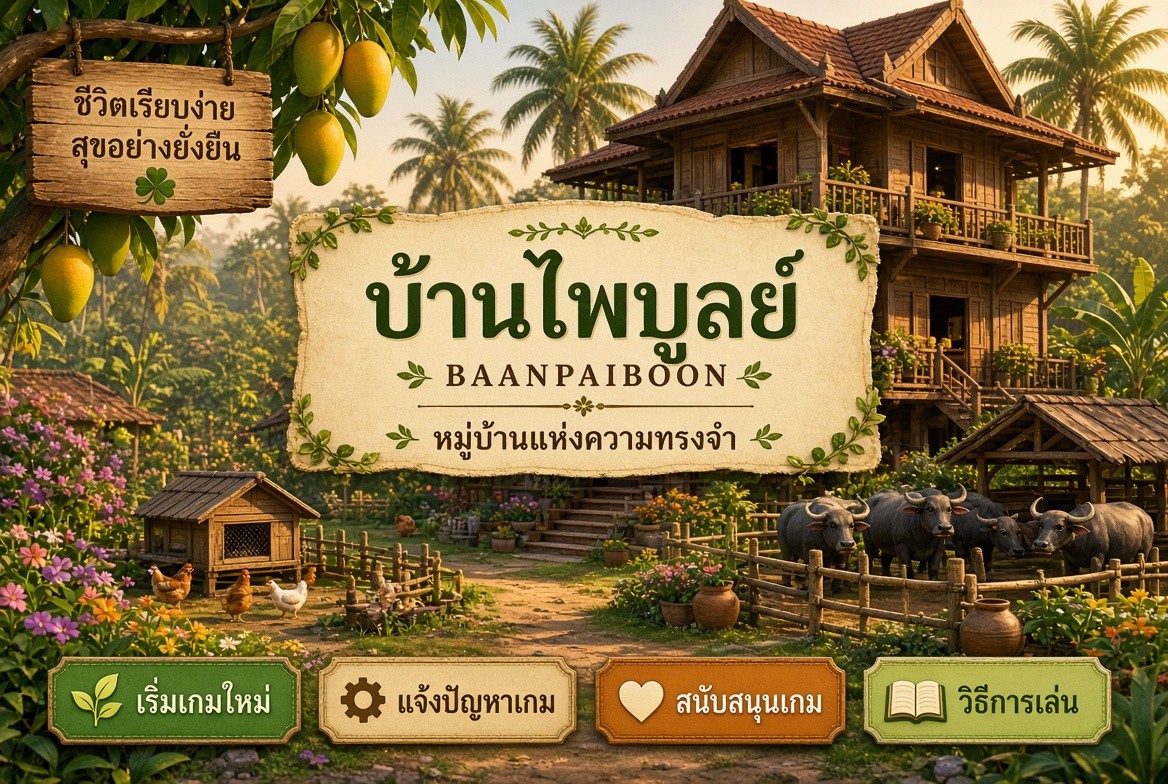 ชีวิตเรียบง่าย
สุขอย่างยั่งยืน
บ้านไพบูลย์
BAANPAIBOON
หมู่บ้านแห่งความทรงจำ
เริ่มเกมใหม่
แจ้งปัญหาเกม
สนับสนุนเกม
วิธีการเล่น